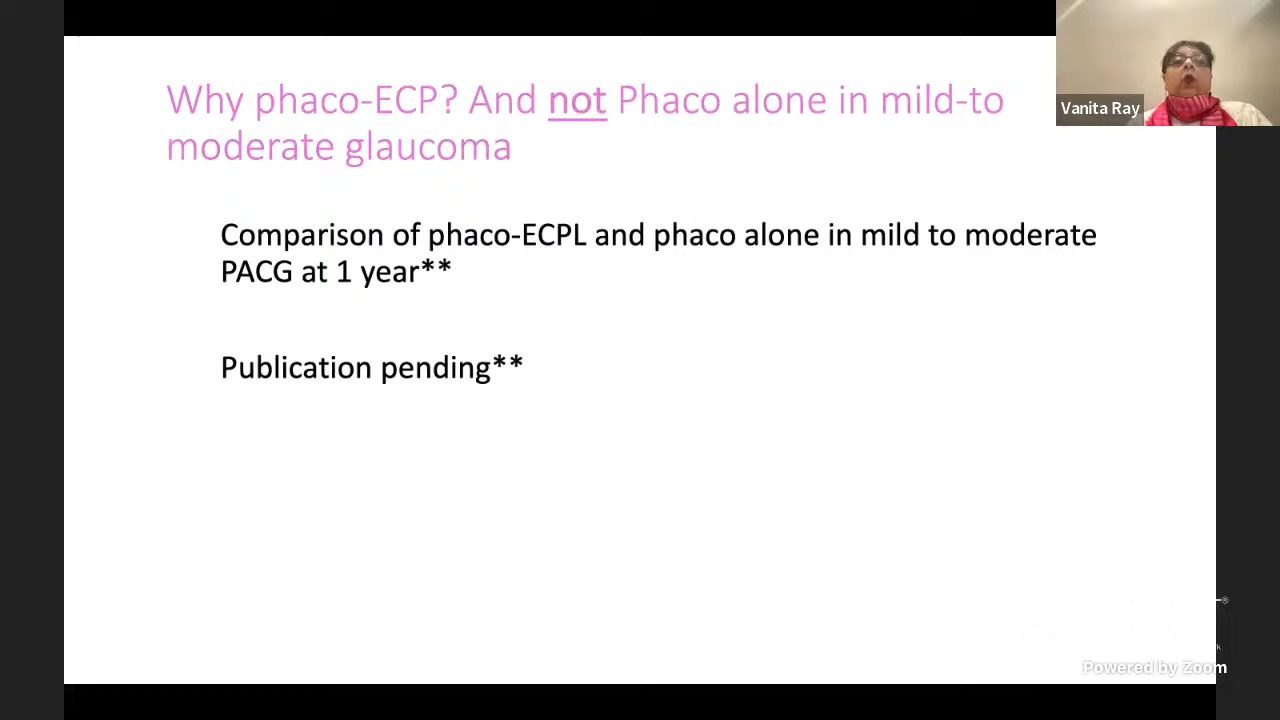 Why phaco-ECP? And not Phaco alone in mild-to
moderate glaucoma
Vanita Ray
Comparison of phaco-ECPL and phaco alone in mild to moderate
PACG at 1 year**
Publication pending**
Powered by Zoom